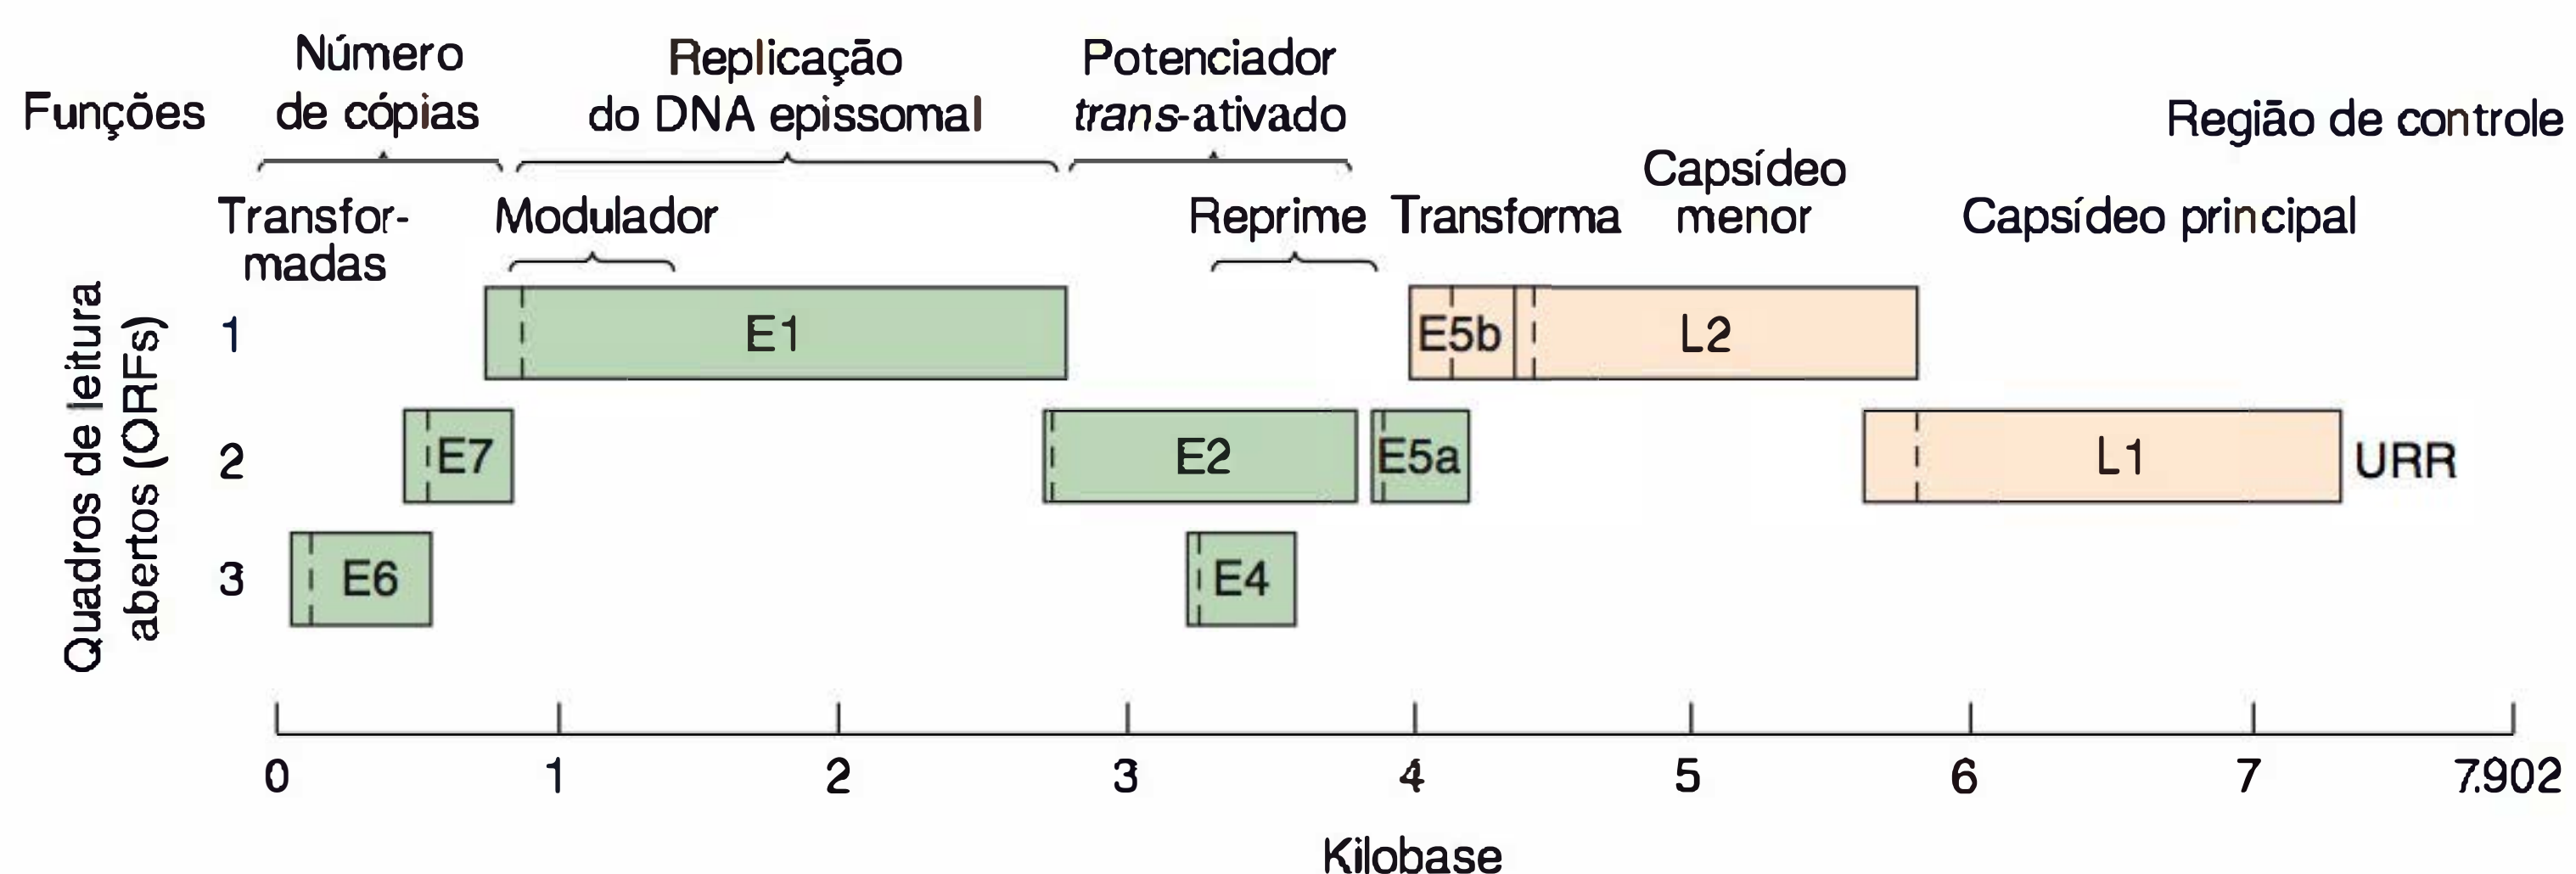 Funções
Número
de cópias
Replicação
do DNA epissomal
Potenciador
trans-ativado
Região de controle
Transfor-
madas
Modulador
Reprime
Transforma
Capsídeo
menor
Capsídeo principal
Quadros de leitura
abertos (ORFs)
1
E1
E5b
L2
2
E7
E2
E5a
L1
URR
3
E6
E4
0 1 2 3 4 5 6 7 7.902
Kilobase